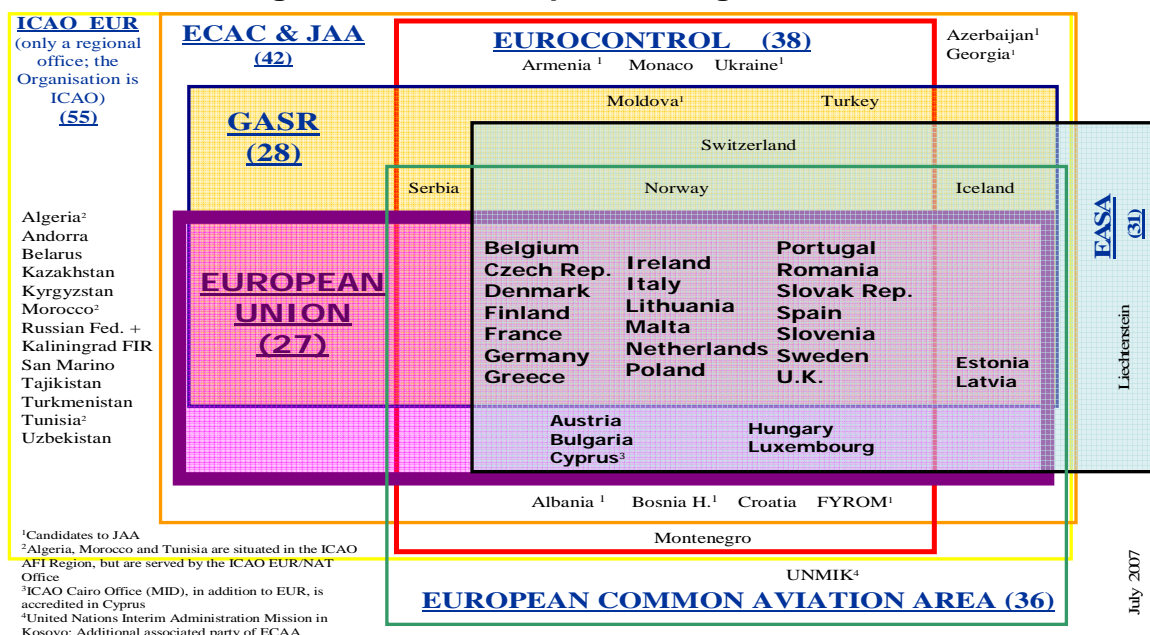 ICAO EUR
(only a regional
office; the
Organisation is
ICAO)
(55)
ECAC & JAA
(42)
EUROCONTROL (38)
Armenia ¹ Monaco Ukraine¹
Azerbaijan¹
Georgia¹
GASR
(28)
Moldova¹ Turkey
Switzerland
Serbia Norway Iceland
EASA
(31)
Liechtenstein
Algeria²
Andorra
Belarus
Kazakhstan
Kyrgyzstan
Morocco²
Russian Fed. +
Kaliningrad FIR
San Marino
Tajikistan
Turkmenistan
Tunisia²
Uzbekistan
EUROPEAN
UNION
(27)
Belgium
Czech Rep.
Denmark
Finland
France
Germany
Greece
Ireland
Italy
Lithuania
Malta
Netherlands
Poland
Portugal
Romania
Slovak Rep.
Spain
Slovenia
Sweden
U.K.
Estonia
Latvia
Austria
Bulgaria
Cyprus³
Hungary
Luxembourg
Albania ¹ Bosnia H.¹ Croatia FYROM¹
Montenegro
UNMIK⁴
EUROPEAN COMMON AVIATION AREA (36)
¹Candidates to JAA
²Algeria, Morocco and Tunisia are situated in the ICAO
AFI Region, but are served by the ICAO EUR/NAT
Office
³ICAO Cairo Office (MID), in addition to EUR, is
accredited in Cyprus
⁴United Nations Interim Administration Mission in
Kosovo; Additional associated party of ECAA
July 2007